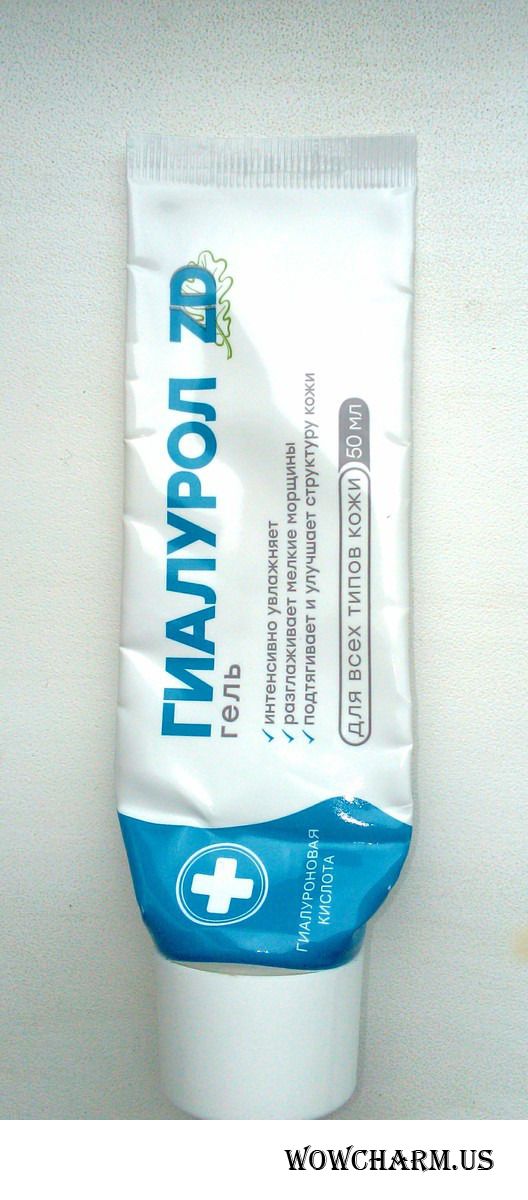 ГИАЛУРОЛ ZD
гель
интенсивно увлажняет
разглаживает мелкие морщины
подтягивает и улучшает структуру кожи
для всех типов кожи 50 мл
ГИАЛУРОНОВАЯ
КИСЛОТА
WOWCHARM.US